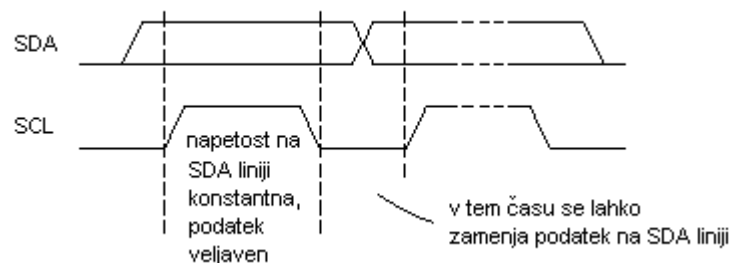 SDA
SCL
napetost na
SDA liniji
konstantna,
podatek
veljaven
v tem času se lahko
zamenja podatek na SDA liniji